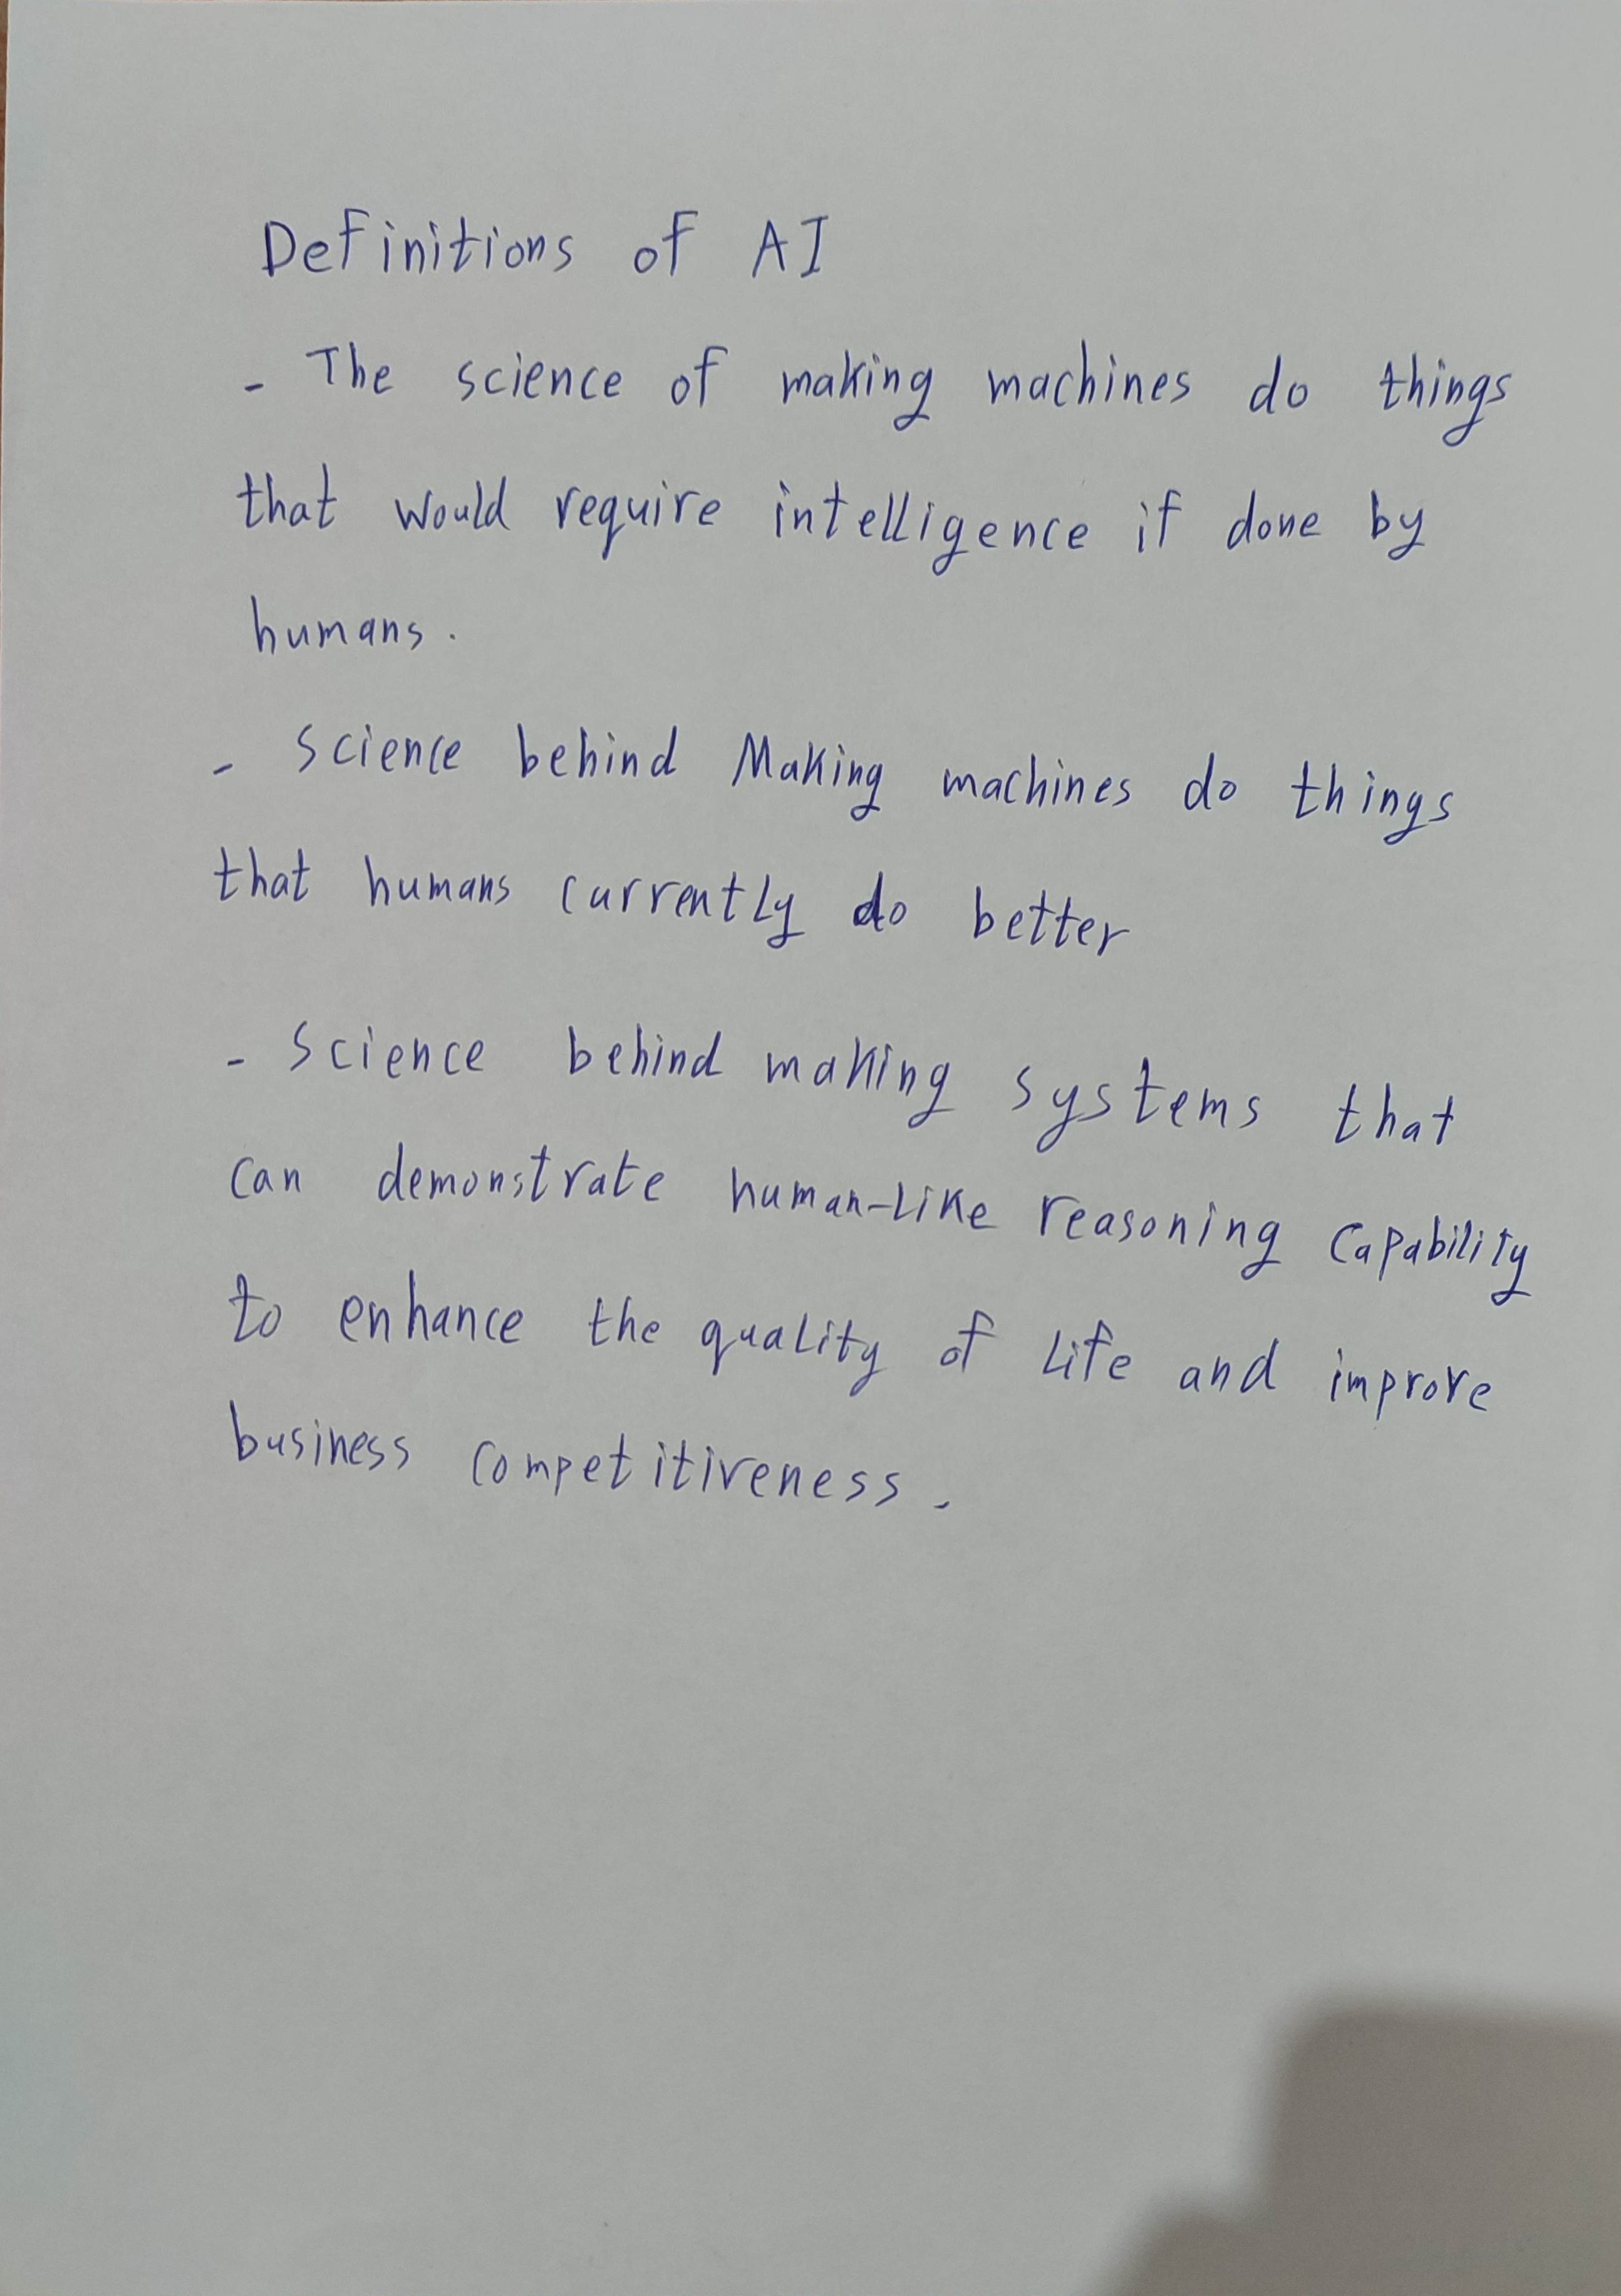 Definitions of AI
- The science of making machines do things
that would require intelligence if done by
humans.
- Science behind Making machines do things
that humans currently do better
- Science behind making systems that
can demonstrate human-like reasoning capability
to enhance the quality of life and improve
business competitiveness.